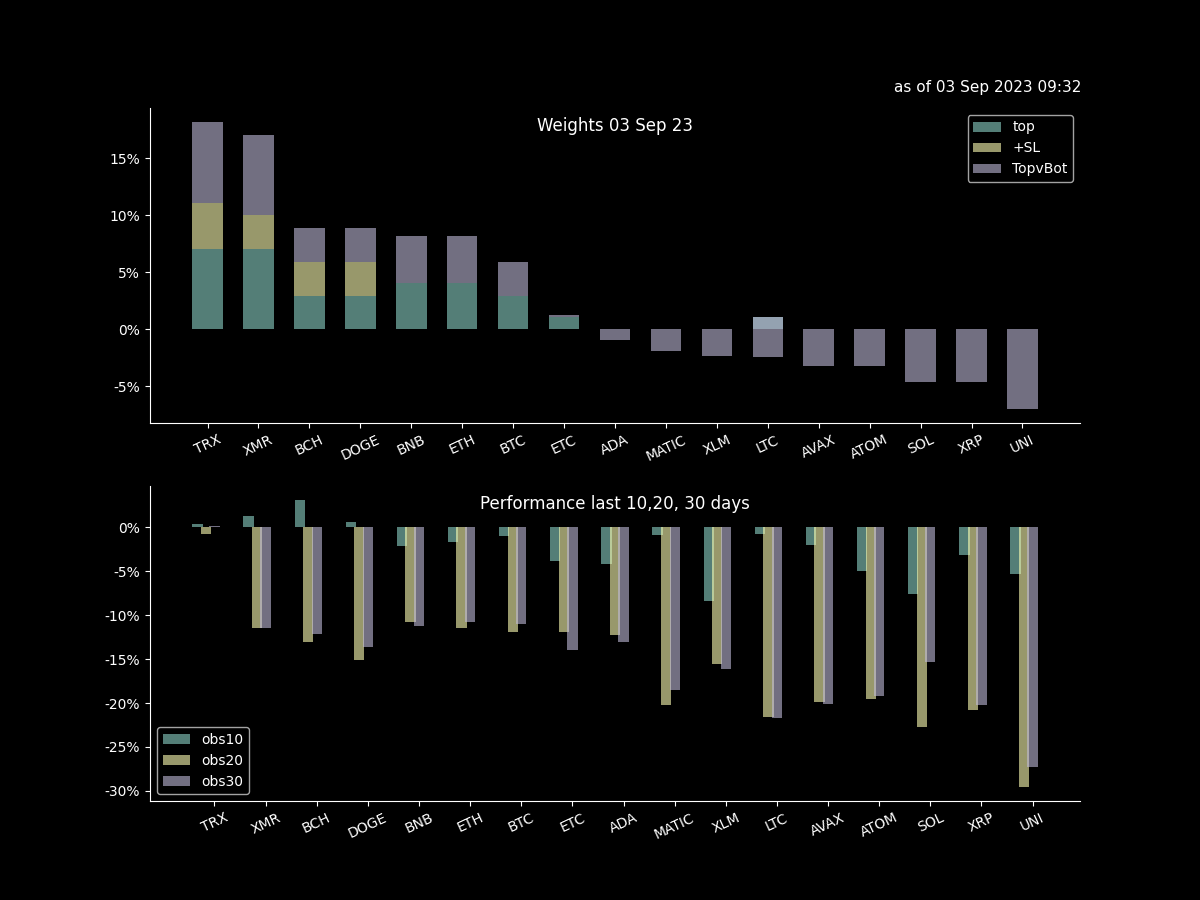 as of 03 Sep 2023 09:32
Weights 03 Sep 23
top
+SL
TopvBot
15%
10%
5%
0%
-5%
TRX XMR BCH DOGE BNB ETH BTC ETC ADA MATIC XLM LTC AVAX ATOM SOL XRP UNI
Performance last 10,20, 30 days
0%
-5%
-10%
-15%
-20%
-25%
-30%
obs10
obs20
obs30
TRX XMR BCH DOGE BNB ETH BTC ETC ADA MATIC XLM LTC AVAX ATOM SOL XRP UNI